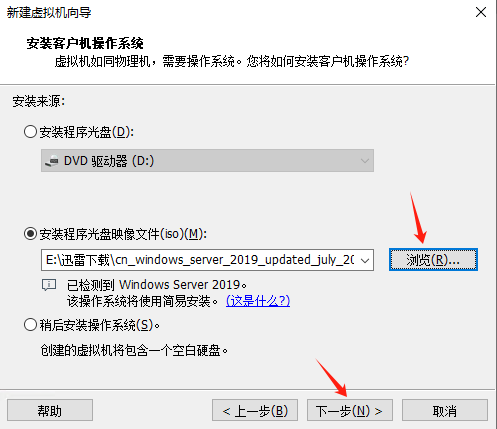 新建虚拟机向导
安装客户机操作系统
虚拟机如同物理机，需要操作系统。您将如何安装客户机操作系统?
安装来源:
安装程序光盘(D):
DVD 驱动器 (D:)
安装程序光盘映像文件(iso)(M):
E:\迅雷下载\cn_windows_server_2019_updated_july_20
浏览(R)...
已检测到 Windows Server 2019。
该操作系统将使用简易安装。 (这是什么?)
稍后安装操作系统(S)。
创建的虚拟机将包含一个空白硬盘。
帮助
< 上一步(B)
下一步(N) >
取消